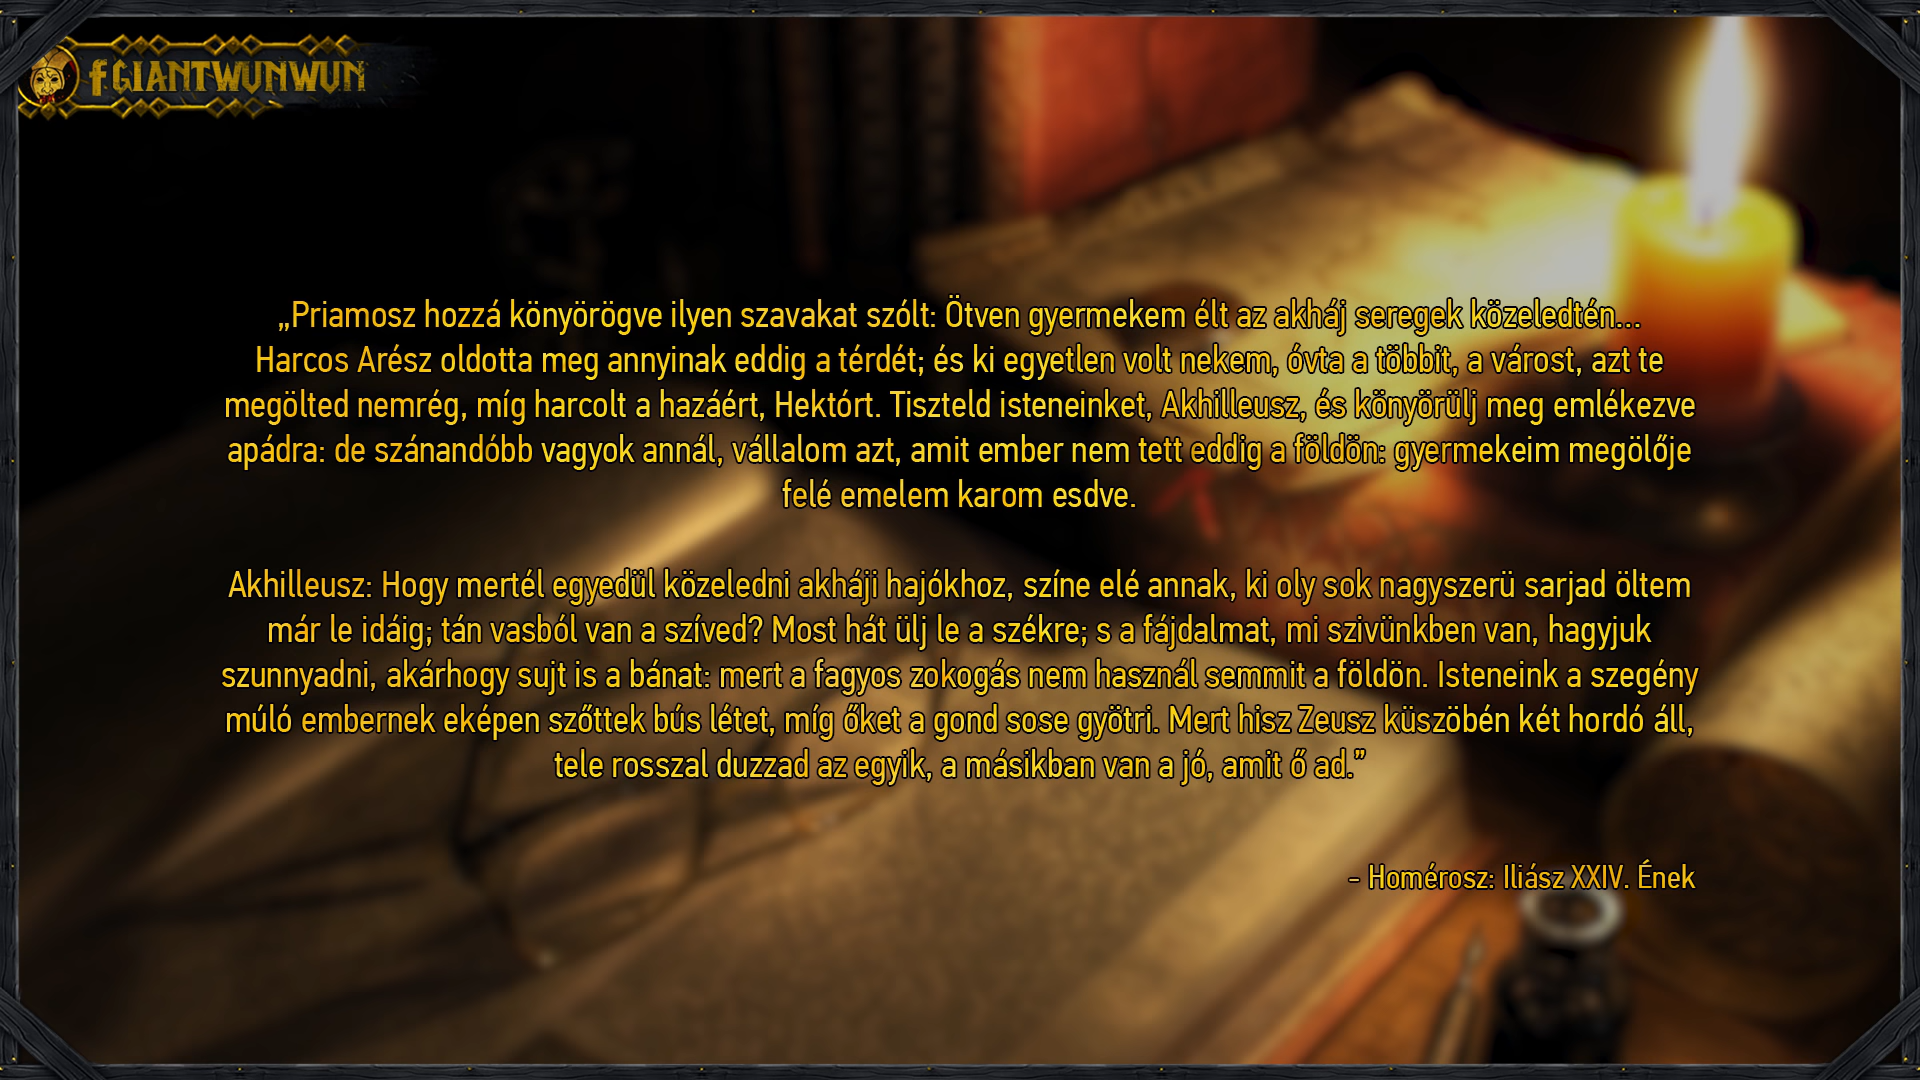 FGIANTWUNWUN
„Priamosz hozzá könyörögve ilyen szavakat szólt: Ötven gyermekem élt az akháj seregek közeledtén...
Harcos Arész oldotta meg annyinak eddig a térdét; és ki egyetlen volt nekem, óvta a többit, a várost, azt te
megölted nemrég, míg harcolt a hazáért, Hektórt. Tiszteld isteneinket, Akhilleusz, és könyörülj meg emlékezve
apádra: de szánandóbb vagyok annál, vállalom azt, amit ember nem tett eddig a földön: gyermekeim megölője
felé emelem karom esdve.
Akhilleusz: Hogy mertél egyedül közeledni akháji hajókhoz, színe elé annak, ki oly sok nagyszerü sarjad öltem
már le idáig; tán vasból van a szíved? Most hát ülj le a székre; s a fájdalmat, mi szivünkben van, hagyjuk
szunnyadni, akárhogy sujt is a bánat: mert a fagyos zokogás nem használ semmit a földön. Isteneink a szegény
múló embernek eképen szőttek bús létet, míg őket a gond sose gyötri. Mert hisz Zeusz küszöbén két hordó áll,
tele rosszal duzzad az egyik, a másikban van a jó, amit ő ad.”
- Homérosz: Iliász XXIV. Ének